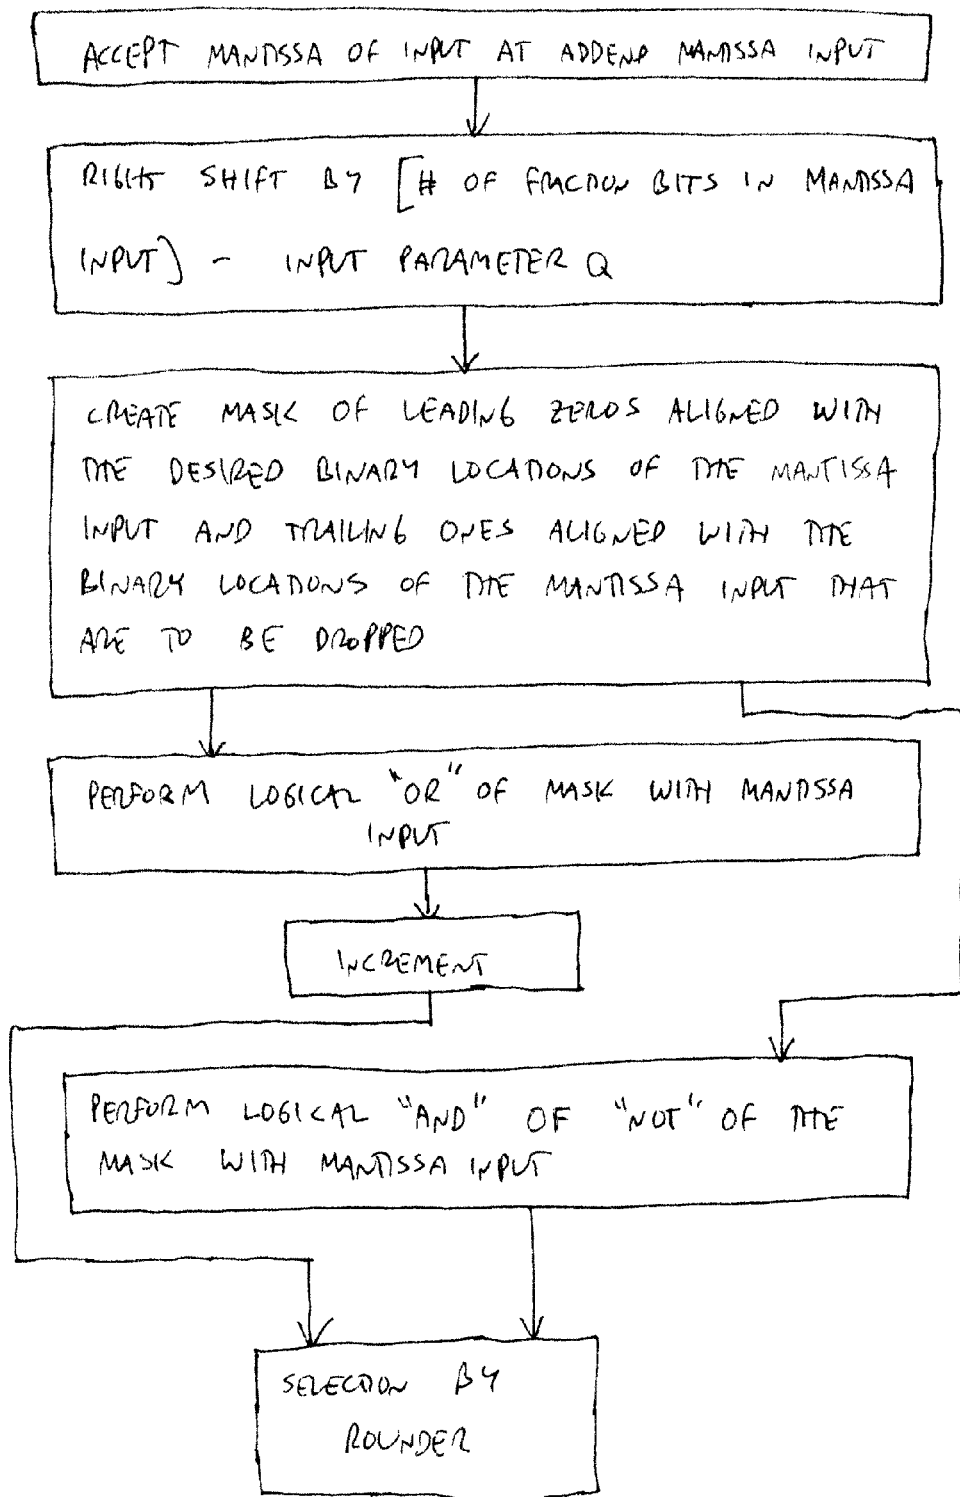 ACCEPT MANTISSA OF INPUT AT ADDEND MANTISSA INPUT
RIGHT SHIFT BY [# OF FRACTION BITS IN MANTISSA
INPUT] - INPUT PARAMETER Q
CREATE MASK OF LEADING ZEROS ALIGNED WITH
THE DESIRED BINARY LOCATIONS OF THE MANTISSA
INPUT AND TRAILING ONES ALIGNED WITH THE
BINARY LOCATIONS OF THE MANTISSA INPUT THAT
ARE TO BE DROPPED
PERFORM LOGICAL "OR" OF MASK WITH MANTISSA
INPUT
INCREMENT
PERFORM LOGICAL "AND" OF "NOT" OF THE
MASK WITH MANTISSA INPUT
SELECTION BY
ROUNDER